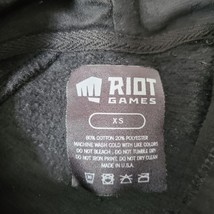 RIOT
GAMES
XS
80% COTTON 20% POLYESTER
MACHINE WASH COLD WITH LIKE COLORS
DO NOT BLEACH . DO NOT TUMBLE DRY
DO NOT IRON PRINT. DO NOT DRY CLEAN
MADE IN U.S.A.